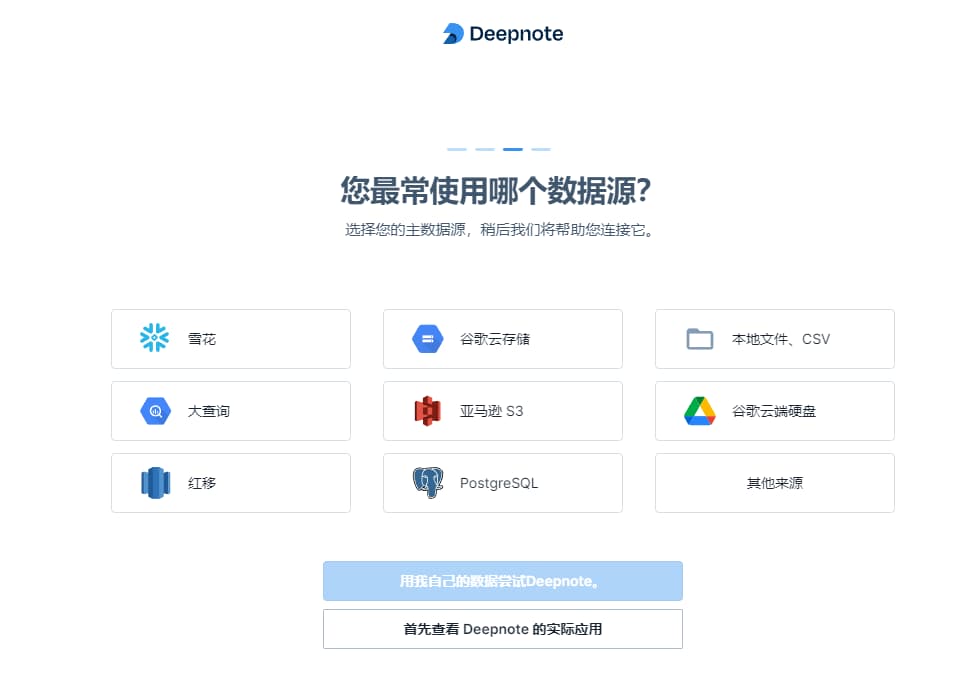 Deepnote
您最常使用哪个数据源?
选择您的主数据源，稍后我们将帮助您连接它。
雪花
谷歌云存储
本地文件、CSV
大查询
亚马逊 S3
谷歌云端硬盘
红移
PostgreSQL
其他来源
用我自己的数据尝试Deepnote。
首先查看 Deepnote 的实际应用